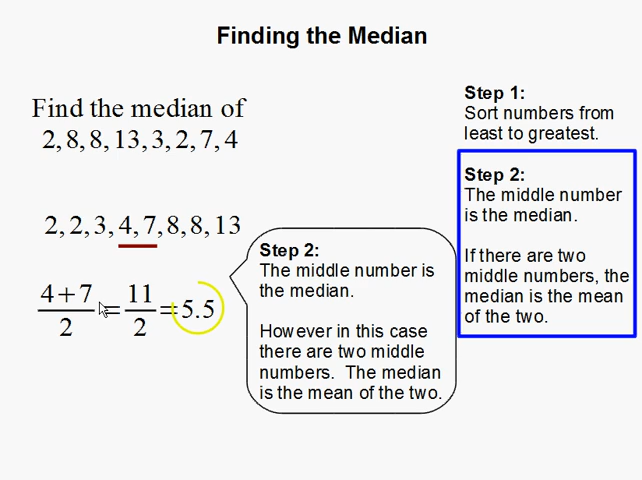 Finding the Median
Find the median of
2, 8, 8, 13, 3, 2, 7, 4
2, 2, 3, 4, 7, 8, 8, 13
4+7/2 = 11/2 = 5.5
Step 2:
The middle number is
the median.
However in this case
there are two middle
numbers. The median
is the mean of the two.
Step 1:
Sort numbers from
least to greatest.
Step 2:
The middle number
is the median.
If there are two
middle numbers, the
median is the mean
of the two.